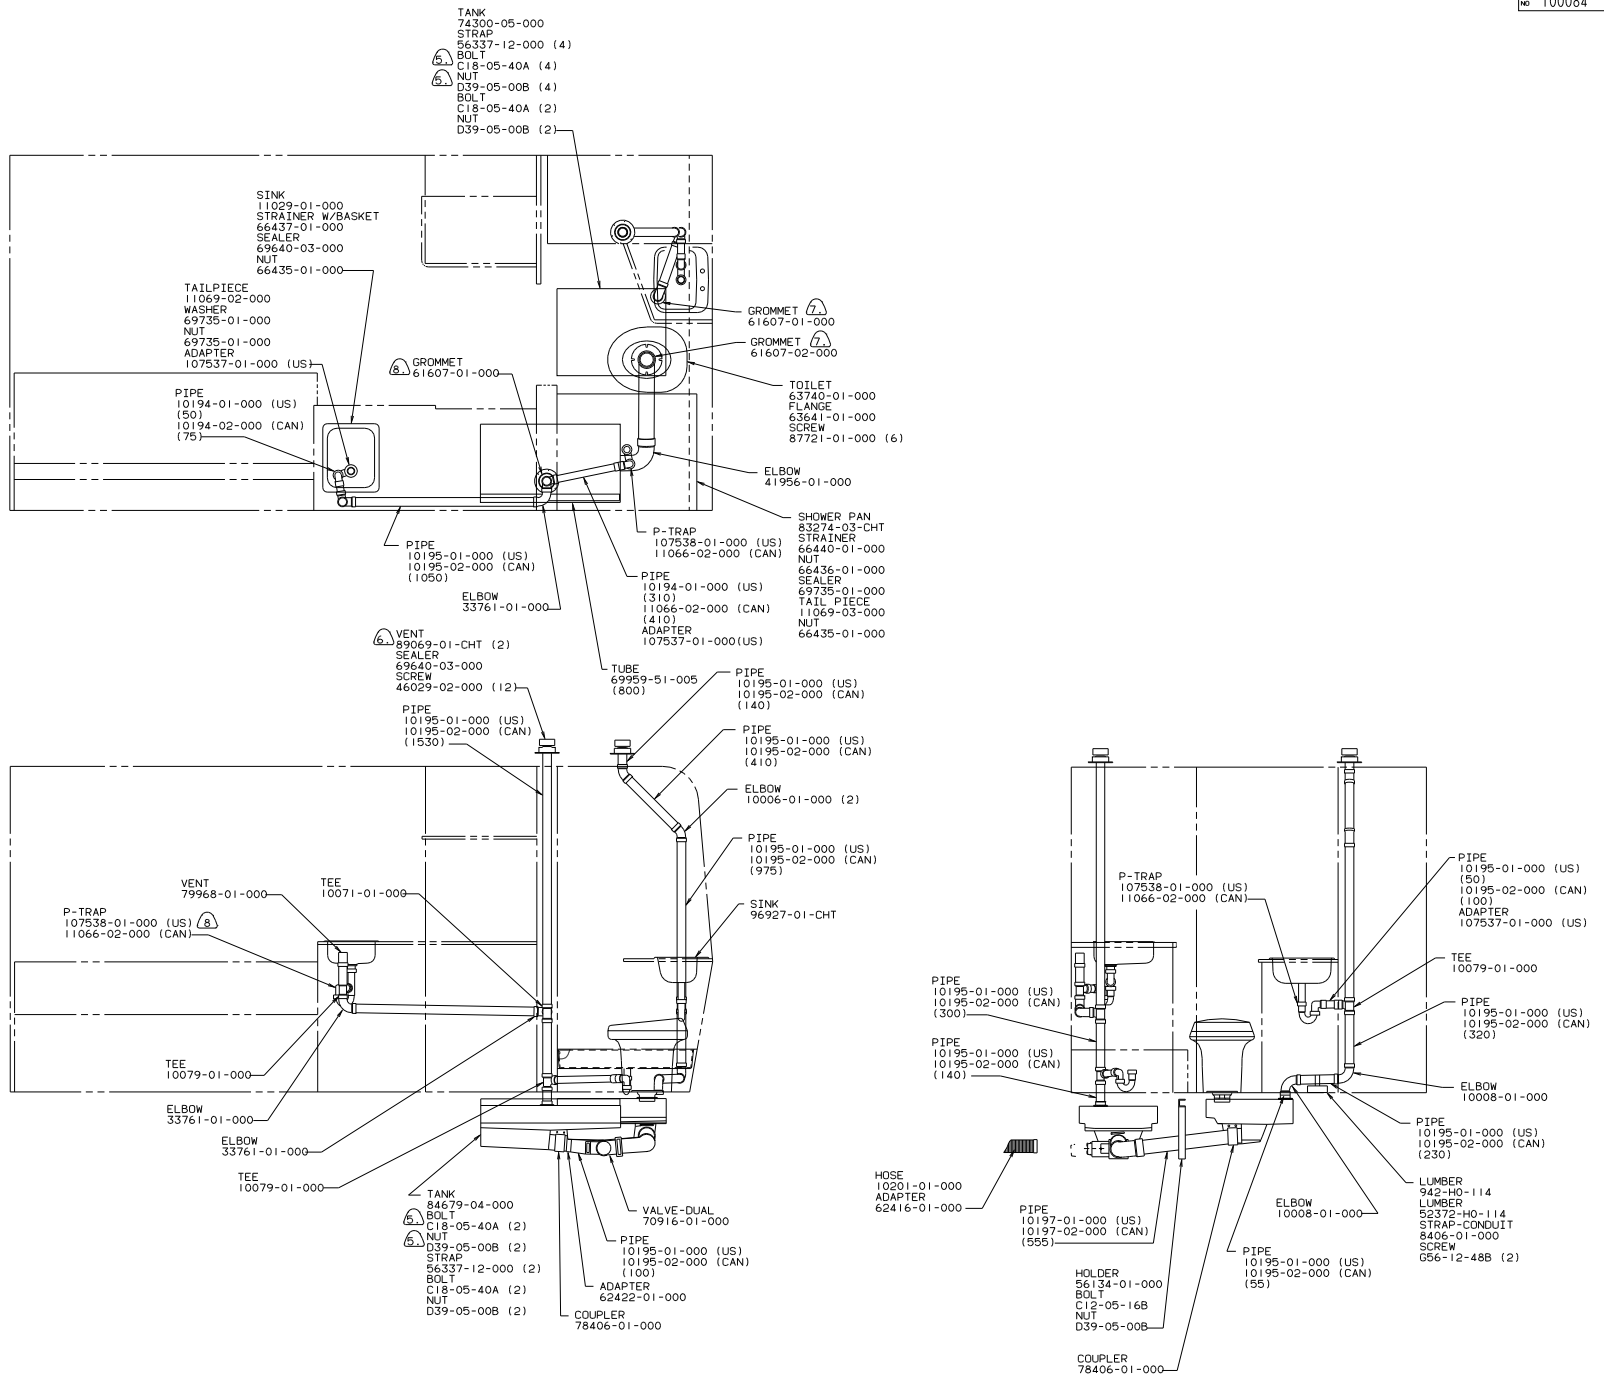 NO 100084
TANK
74300-05-000
STRAP
56337-12-000 (4)
5. BOLT
C18-05-40A (4)
5. NUT
D39-05-00B (4)
BOLT
C18-05-40A (2)
NUT
D39-05-00B (2)
SINK
11029-01-000
STRAINER W/BASKET
66437-01-000
SEALER
69640-03-000
NUT
66435-01-000
TAILPIECE
11069-02-000
WASHER
69735-01-000
NUT
69735-01-000
ADAPTER
107537-01-000 (US)
PIPE
10194-01-000 (US)
(50)
10194-02-000 (CAN)
(75)
8. GROMMET
61607-01-000
GROMMET 7.
61607-01-000
GROMMET 7.
61607-02-000
TOILET
63740-01-000
FLANGE
63641-01-000
SCREW
87721-01-000 (6)
ELBOW
41956-01-000
SHOWER PAN
83274-03-CHT
STRAINER
66440-01-000
NUT
66436-01-000
SEALER
69735-01-000
TAIL PIECE
11069-03-000
NUT
66435-01-000
P-TRAP
107538-01-000 (US)
11066-02-000 (CAN)
PIPE
10195-01-000 (US)
10195-02-000 (CAN)
(1050)
ELBOW
33761-01-000
PIPE
10194-01-000 (US)
(310)
11066-02-000 (CAN)
(410)
ADAPTER
107537-01-000(US)
TUBE
69959-51-005
(800)
6. VENT
89069-01-CHT (2)
SEALER
69640-03-000
SCREW
46029-02-000 (12)
PIPE
10195-01-000 (US)
10195-02-000 (CAN)
(1530)
PIPE
10195-01-000 (US)
10195-02-000 (CAN)
(140)
PIPE
10195-01-000 (US)
10195-02-000 (CAN)
(410)
ELBOW
10006-01-000 (2)
PIPE
10195-01-000 (US)
10195-02-000 (CAN)
(975)
SINK
96927-01-CHT
VENT
79968-01-000
TEE
10071-01-000
P-TRAP
107538-01-000 (US) 8
11066-02-000 (CAN)
TEE
10079-01-000
ELBOW
33761-01-000
ELBOW
33761-01-000
TEE
10079-01-000
TANK
84679-04-000
5. BOLT
C18-05-40A (2)
5. NUT
D39-05-00B (2)
STRAP
56337-12-000 (2)
BOLT
C18-05-40A (2)
NUT
D39-05-00B (2)
VALVE-DUAL
70916-01-000
PIPE
10195-01-000 (US)
10195-02-000 (CAN)
(100)
ADAPTER
62422-01-000
COUPLER
78406-01-000
P-TRAP
107538-01-000 (US)
11066-02-000 (CAN)
PIPE
10195-01-000 (US)
(50)
10195-02-000 (CAN)
(100)
ADAPTER
107537-01-000 (US)
TEE
10079-01-000
PIPE
10195-01-000 (US)
10195-02-000 (CAN)
(300)
PIPE
10195-01-000 (US)
10195-02-000 (CAN)
(140)
PIPE
10195-01-000 (US)
10195-02-000 (CAN)
(320)
ELBOW
10008-01-000
PIPE
10195-01-000 (US)
10195-02-000 (CAN)
(230)
HOSE
10201-01-000
ADAPTER
62416-01-000
LUMBER
942-H0-114
LUMBER
52372-H0-114
STRAP-CONDUIT
8406-01-000
SCREW
G56-12-48B (2)
ELBOW
10008-01-000
PIPE
10197-01-000 (US)
10197-02-000 (CAN)
(555)
PIPE
10195-01-000 (US)
10195-02-000 (CAN)
(55)
HOLDER
56134-01-000
BOLT
C12-05-16B
NUT
D39-05-00B
COUPLER
78406-01-000